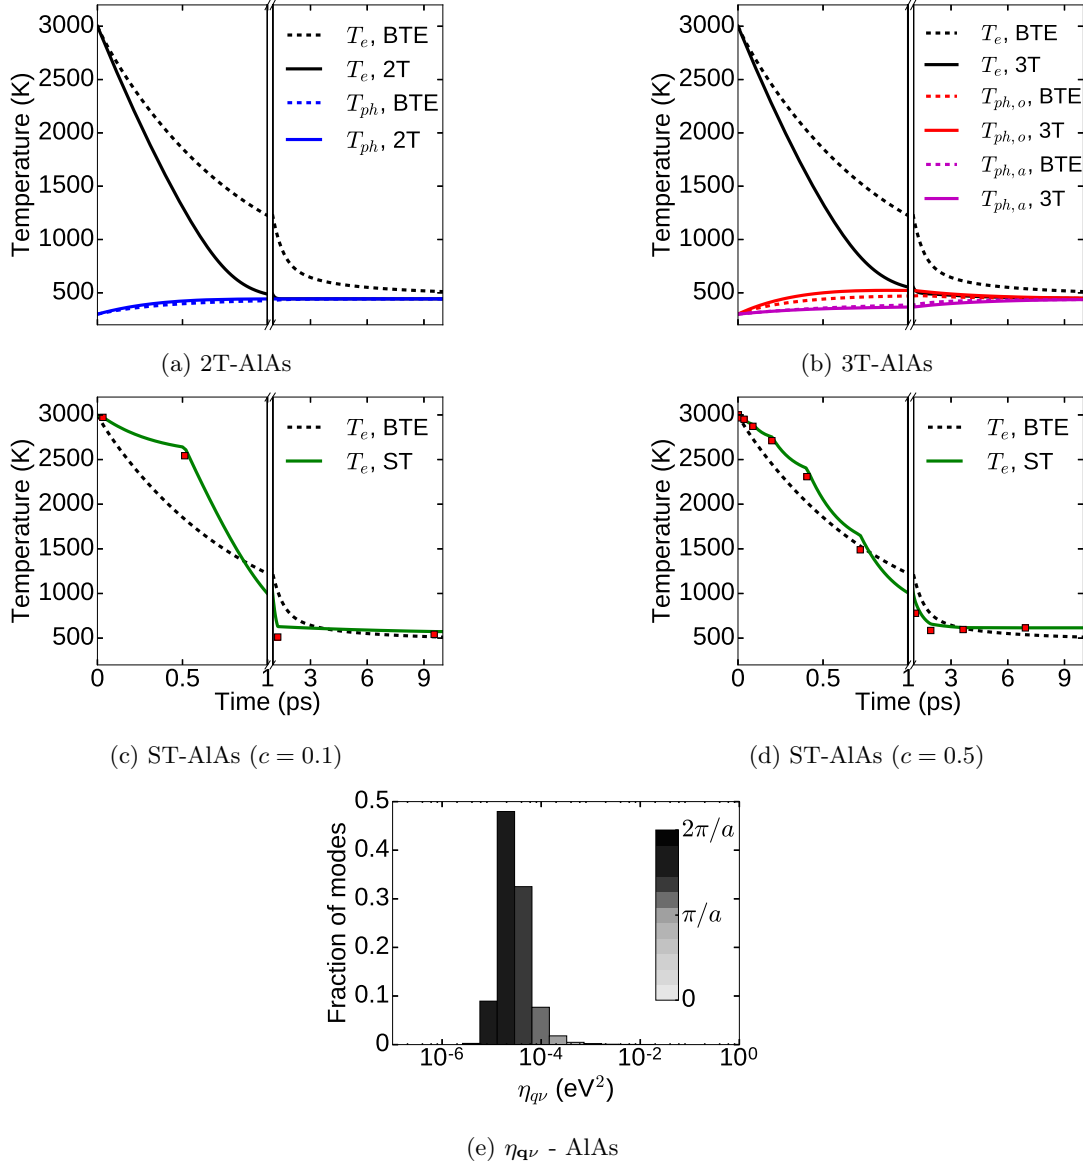 3000
2500
2000
1500
1000
500
Temperature (K)
T_e, BTE
T_e, 2T
T_ph, BTE
T_ph, 2T
(a) 2T-AlAs
3000
2500
2000
1500
1000
500
Temperature (K)
T_e, BTE
T_e, 3T
T_ph,o, BTE
T_ph,o, 3T
T_ph,a, BTE
T_ph,a, 3T
(b) 3T-AlAs
3000
2500
2000
1500
1000
500
Temperature (K)
T_e, BTE
T_e, ST
0 0.5 1 3 6 9
Time (ps)
(c) ST-AlAs (c = 0.1)
3000
2500
2000
1500
1000
500
Temperature (K)
T_e, BTE
T_e, ST
0 0.5 1 3 6 9
Time (ps)
(d) ST-AlAs (c = 0.5)
0.5
0.4
0.3
0.2
0.1
0
Fraction of modes
2π/a
π/a
0
10⁻⁶ 10⁻⁴ 10⁻² 10⁰
η_qν (eV²)
(e) η_qν - AlAs